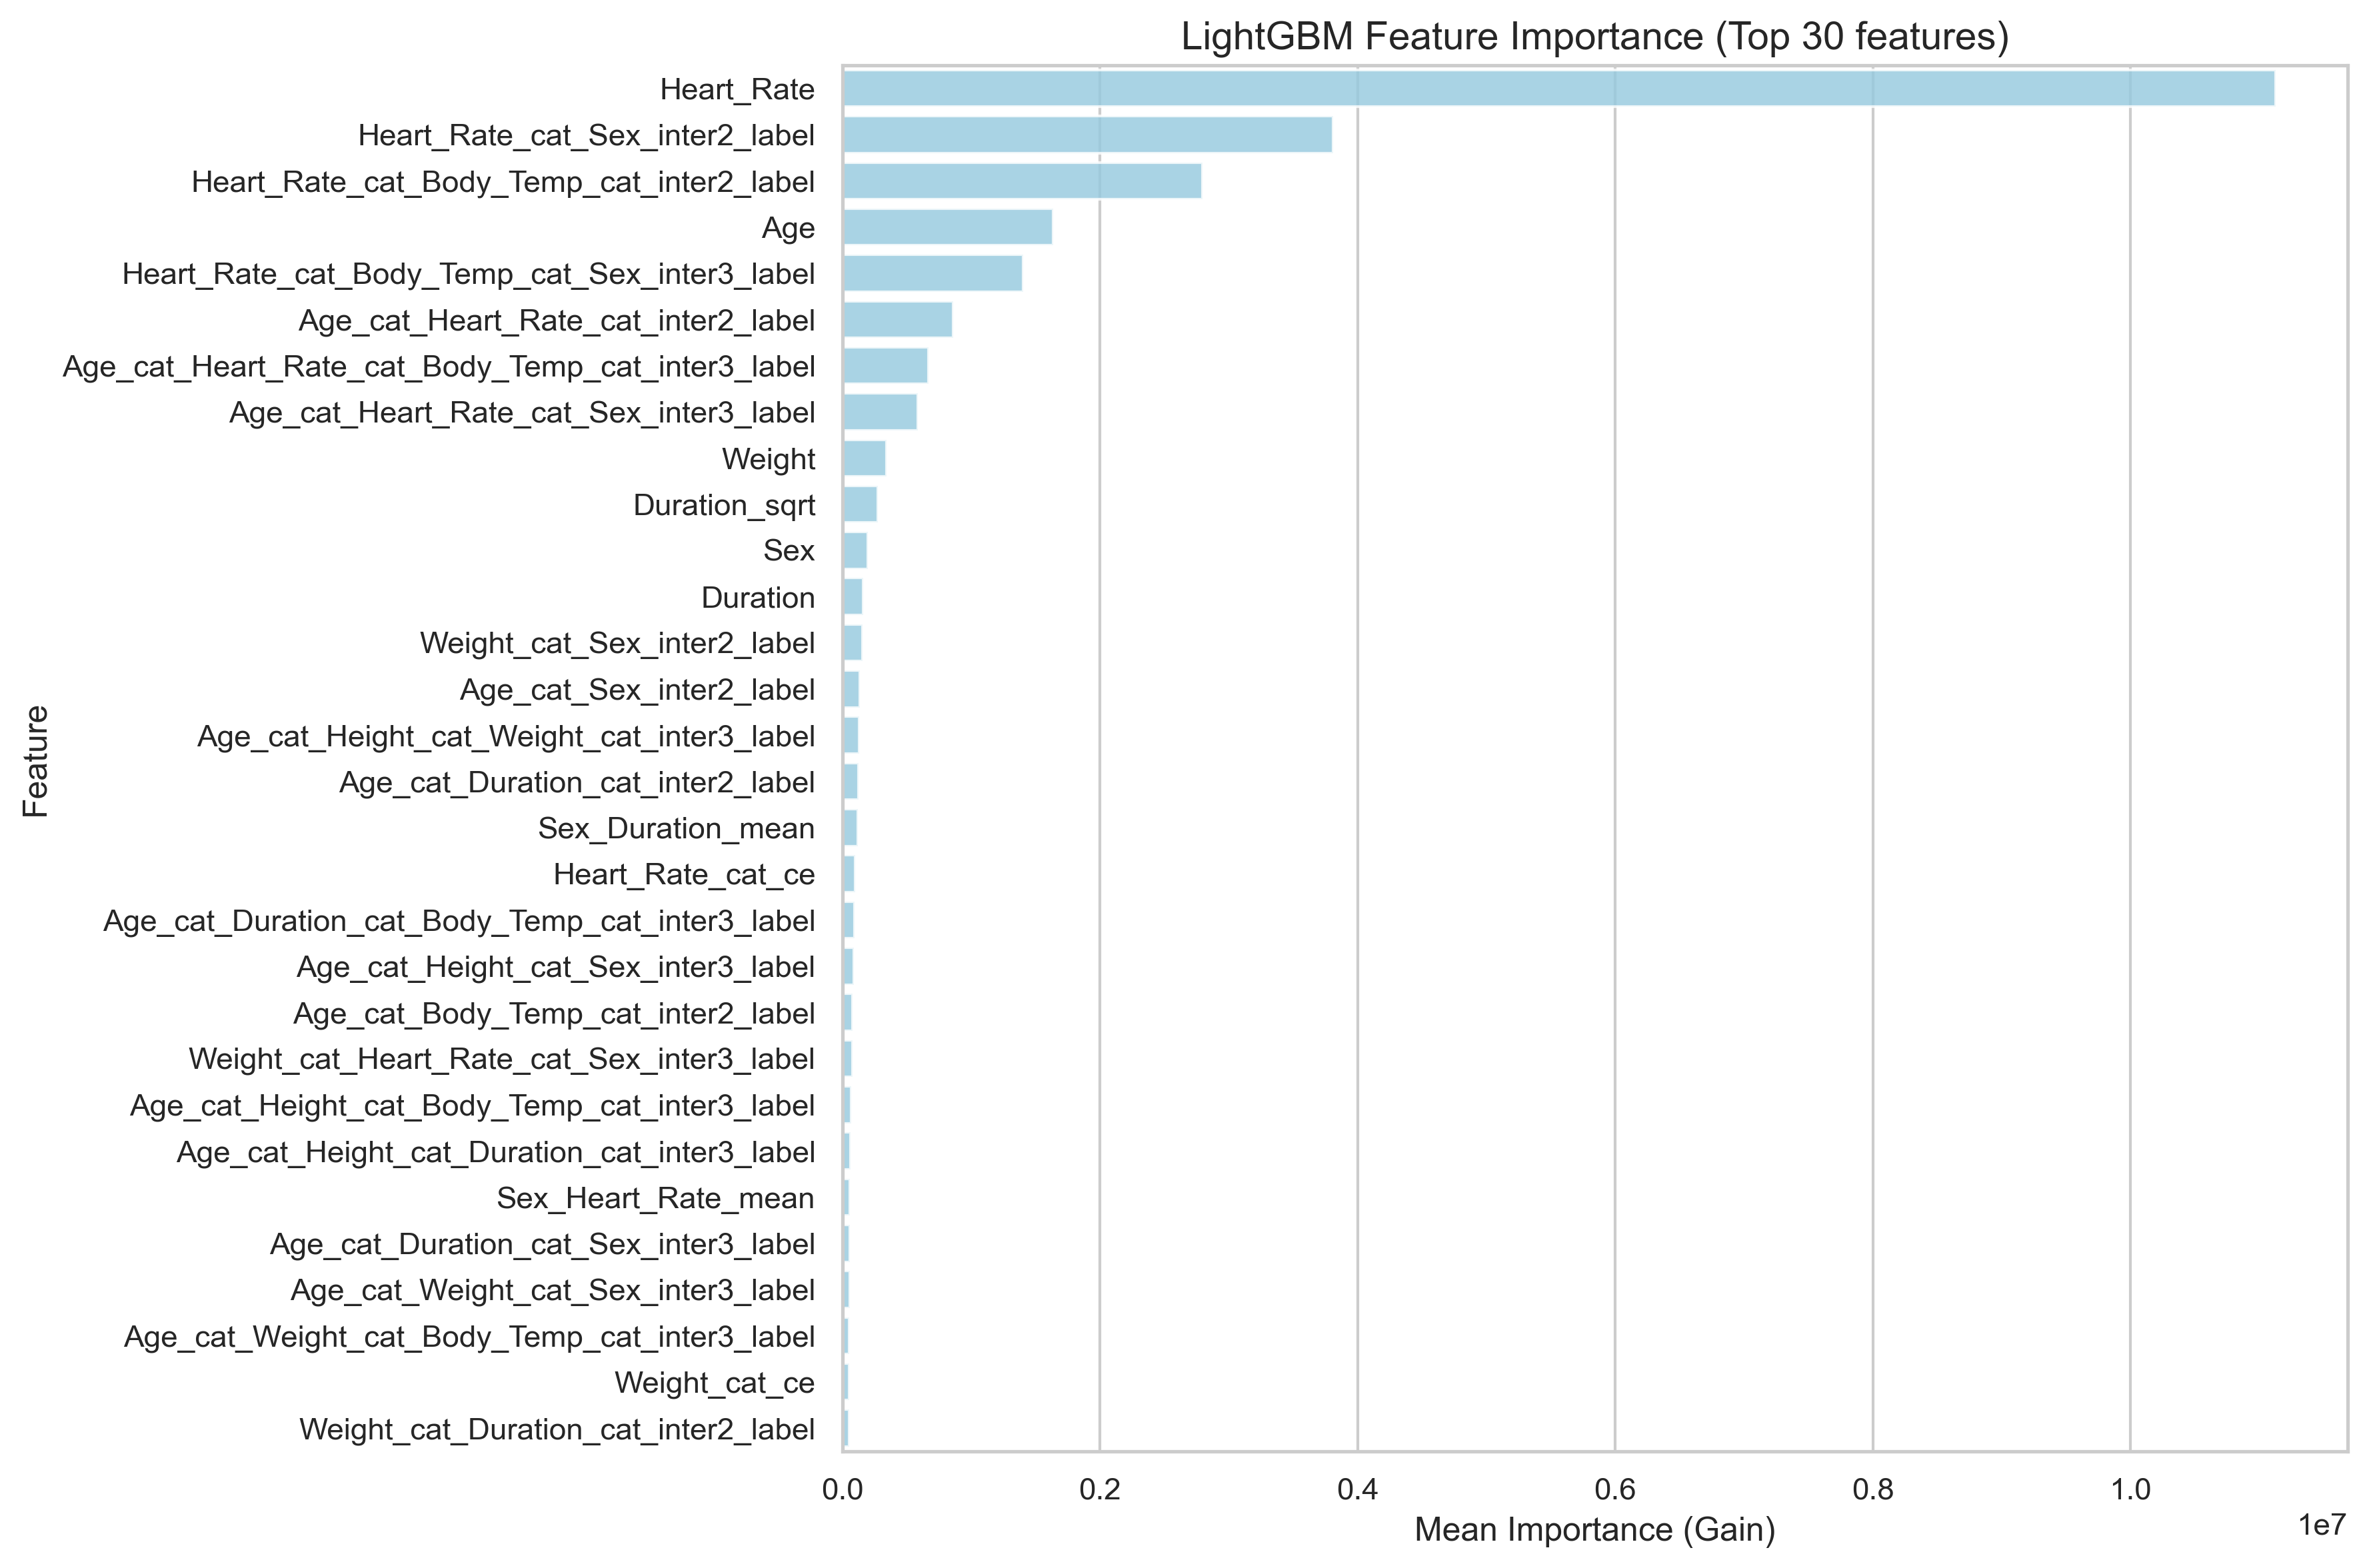 LightGBM Feature Importance (Top 30 features)
Heart_Rate
Heart_Rate_cat_Sex_inter2_label
Heart_Rate_cat_Body_Temp_cat_inter2_label
Age
Heart_Rate_cat_Body_Temp_cat_Sex_inter3_label
Age_cat_Heart_Rate_cat_inter2_label
Age_cat_Heart_Rate_cat_Body_Temp_cat_inter3_label
Age_cat_Heart_Rate_cat_Sex_inter3_label
Weight
Duration_sqrt
Sex
Duration
Weight_cat_Sex_inter2_label
Age_cat_Sex_inter2_label
Age_cat_Height_cat_Weight_cat_inter3_label
Age_cat_Duration_cat_inter2_label
Sex_Duration_mean
Heart_Rate_cat_ce
Age_cat_Duration_cat_Body_Temp_cat_inter3_label
Age_cat_Height_cat_Sex_inter3_label
Age_cat_Body_Temp_cat_inter2_label
Weight_cat_Heart_Rate_cat_Sex_inter3_label
Age_cat_Height_cat_Body_Temp_cat_inter3_label
Age_cat_Height_cat_Duration_cat_inter3_label
Sex_Heart_Rate_mean
Age_cat_Duration_cat_Sex_inter3_label
Age_cat_Weight_cat_Sex_inter3_label
Age_cat_Weight_cat_Body_Temp_cat_inter3_label
Weight_cat_ce
Weight_cat_Duration_cat_inter2_label
Feature
0.0 0.2 0.4 0.6 0.8 1.0
1e7
Mean Importance (Gain)